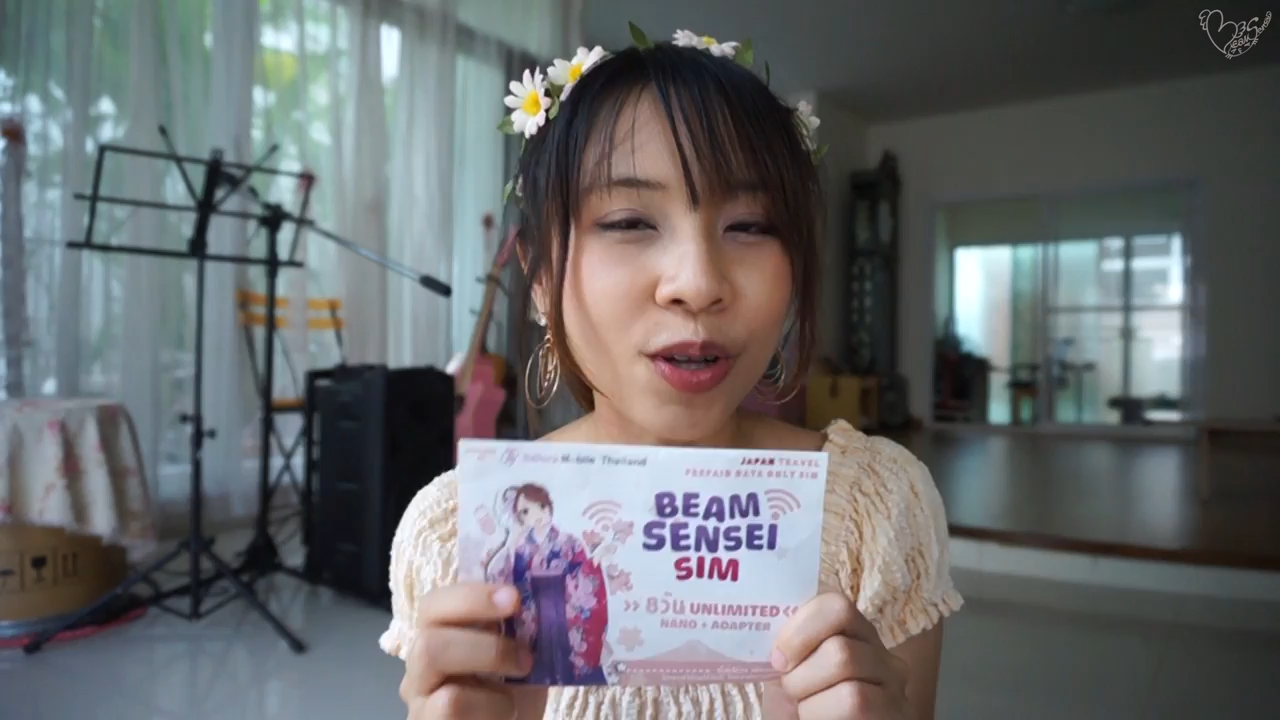 Sakura Mobile Thailand
JAPAN TRAVEL
PREPAID DATA ONLY SIM
BEAM
SENSEI
SIM
>> 8วัน UNLIMITED <<
NANO + ADAPTER